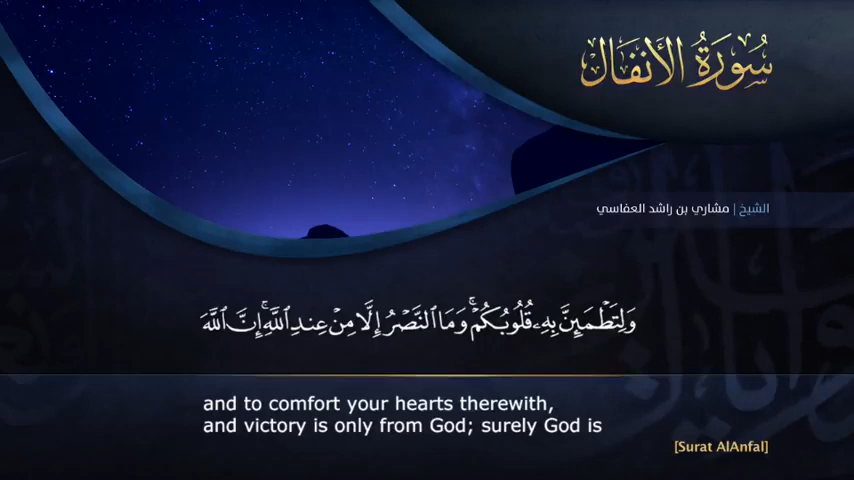 سُورَةُ الأَنفَال
الشيخ | مشاري بن راشد العفاسي
وَلِتَطْمَئِنَّ بِهِۦ قُلُوبُكُمْ ۚ وَمَا ٱلنَّصْرُ إِلَّا مِنْ عِندِ ٱللَّهِ ۚ إِنَّ ٱللَّهَ
and to comfort your hearts therewith,
and victory is only from God; surely God is
[Surat AlAnfal]